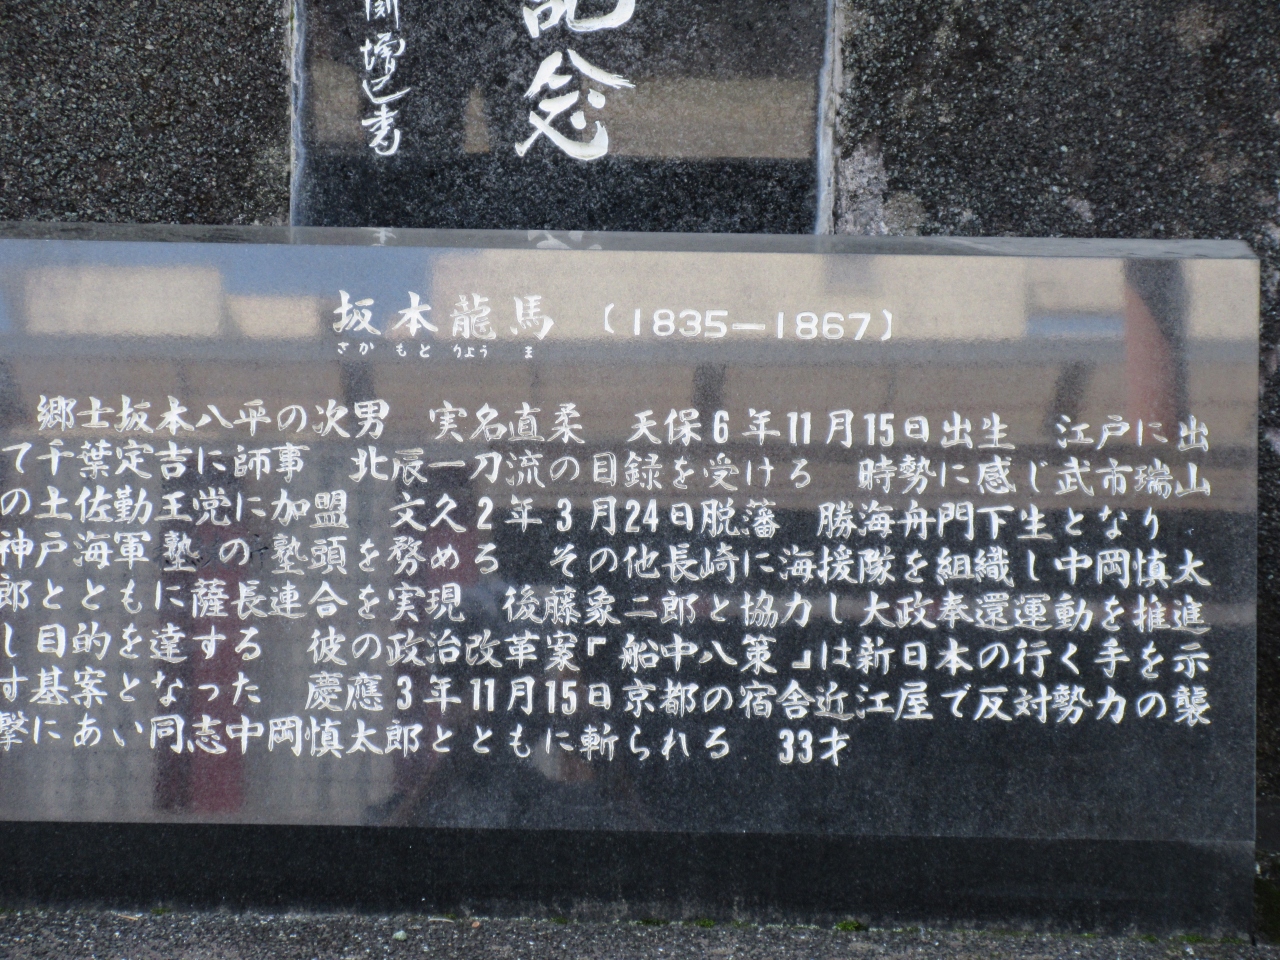 記念
増巳書
坂本龍馬 (1835—1867)
さか もと りょう ま
郷士坂本八平の次男 実名直柔 天保6年11月15日出生 江戸に出
て千葉定吉に師事 北辰一刀流の目録を受ける 時勢に感じ武市瑞山
の土佐勤王党に加盟 文久2年3月24日脱藩 勝海舟門下生となり
神戸海軍塾の塾頭を務める その他長崎に海援隊を組織し中岡慎太
郎とともに薩長連合を実現 後藤象二郎と協力し大政奉還運動を推進
し目的を達する 彼の政治改革案『船中八策』は新日本の行く手を示
す基案となった 慶應3年11月15日京都の宿舎近江屋で反対勢力の襲
撃にあい同志中岡慎太郎とともに斬られる 33才